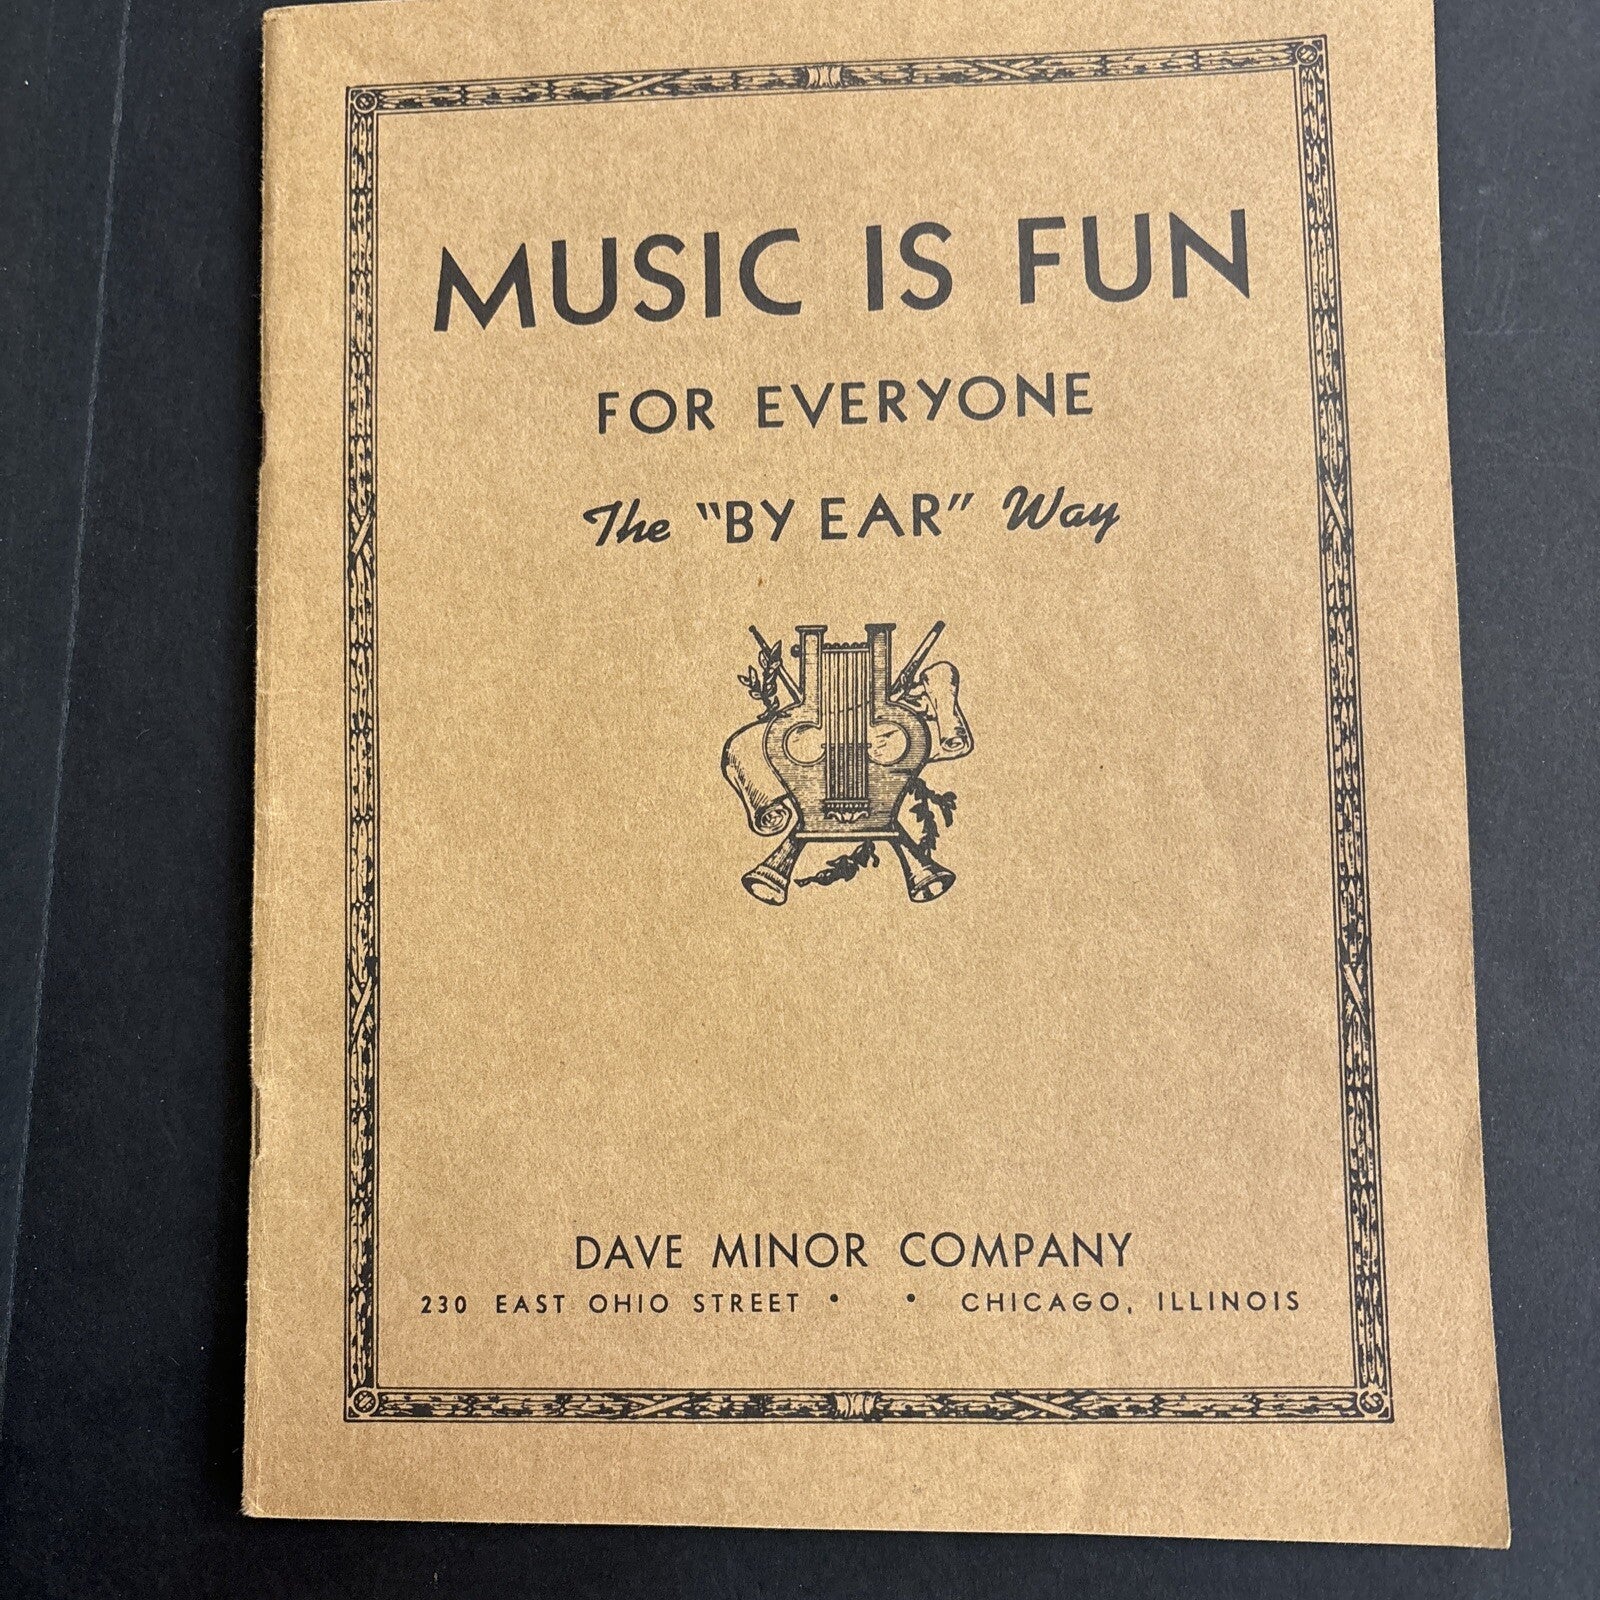 MUSIC IS FUN
FOR EVERYONE
The "BY EAR" Way
DAVE MINOR COMPANY
230 EAST OHIO STREET • • CHICAGO, ILLINOIS